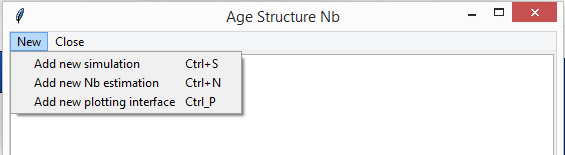 Age Structure Nb
New Close
Add new simulation Ctrl+S
Add new Nb estimation Ctrl+N
Add new plotting interface Ctrl_P